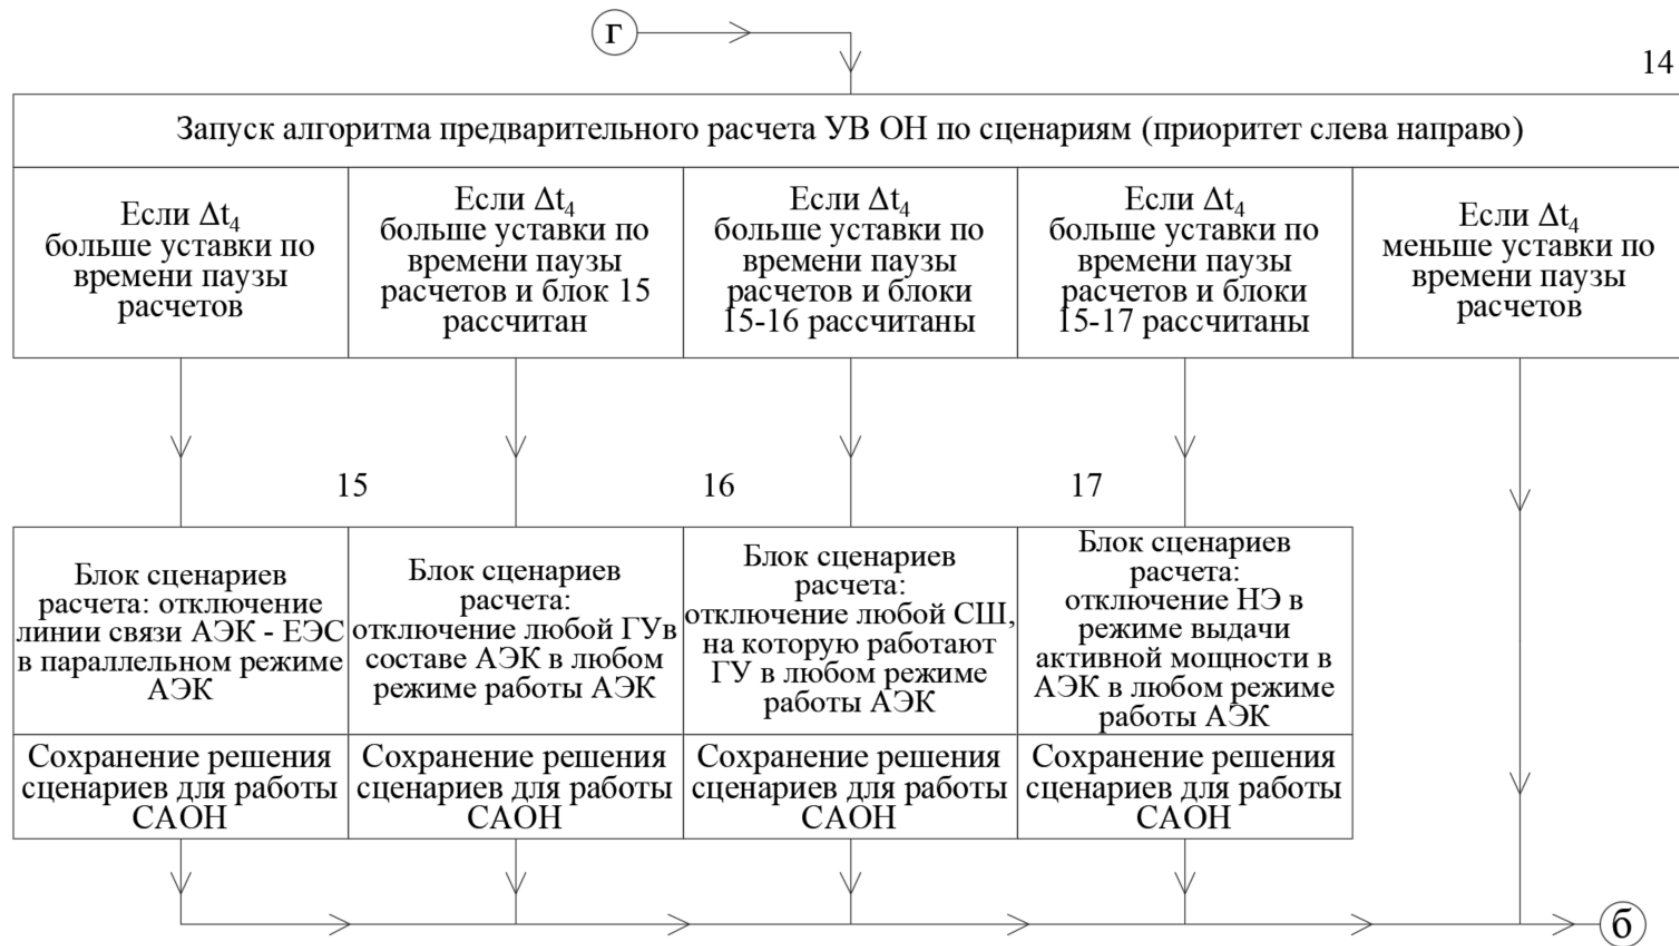 г
14
Запуск алгоритма предварительного расчета УВ ОН по сценариям (приоритет слева направо)
Если Δt₄
больше уставки по
времени паузы
расчетов
Если Δt₄
больше уставки по
времени паузы
расчетов и блок 15
рассчитан
Если Δt₄
больше уставки по
времени паузы
расчетов и блоки
15-16 рассчитаны
Если Δt₄
больше уставки по
времени паузы
расчетов и блоки
15-17 рассчитаны
Если Δt₄
меньше уставки по
времени паузы
расчетов
15
16
17
Блок сценариев
расчета: отключение
линии связи АЭК - ЕЭС
в параллельном режиме
АЭК
Блок сценариев
расчета:
отключение любой ГУв
составе АЭК в любом
режиме работы АЭК
Блок сценариев
расчета:
отключение любой СШ,
на которую работают
ГУ в любом режиме
работы АЭК
Блок сценариев
расчета:
отключение НЭ в
режиме выдачи
активной мощности в
АЭК в любом режиме
работы АЭК
Сохранение решения
сценариев для работы
САОН
Сохранение решения
сценариев для работы
САОН
Сохранение решения
сценариев для работы
САОН
Сохранение решения
сценариев для работы
САОН
б